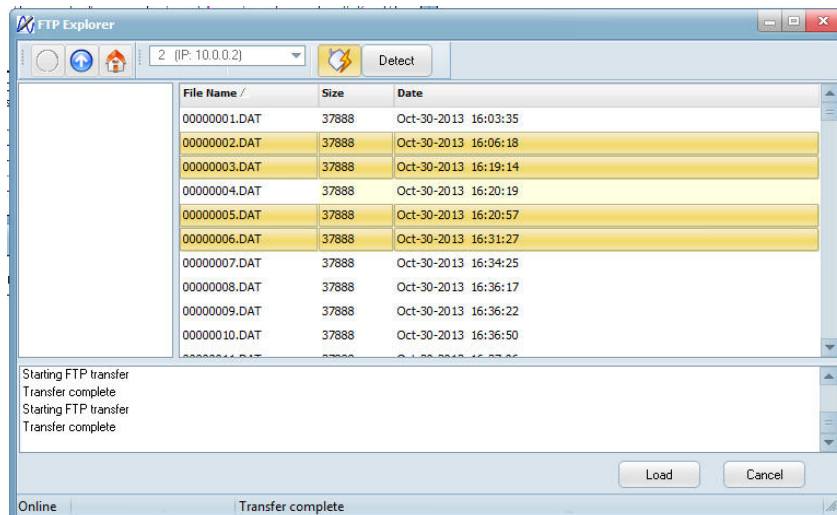 FTP Explorer
2 (IP: 10.0.0.2) Detect
File Name Size Date
00000001.DAT 37888 Oct-30-2013 16:03:35
00000002.DAT 37888 Oct-30-2013 16:06:18
00000003.DAT 37888 Oct-30-2013 16:19:14
00000004.DAT 37888 Oct-30-2013 16:20:19
00000005.DAT 37888 Oct-30-2013 16:20:57
00000006.DAT 37888 Oct-30-2013 16:31:27
00000007.DAT 37888 Oct-30-2013 16:34:25
00000008.DAT 37888 Oct-30-2013 16:36:17
00000009.DAT 37888 Oct-30-2013 16:36:22
00000010.DAT 37888 Oct-30-2013 16:36:50
Starting FTP transfer
Transfer complete
Starting FTP transfer
Transfer complete
Load Cancel
Online Transfer complete